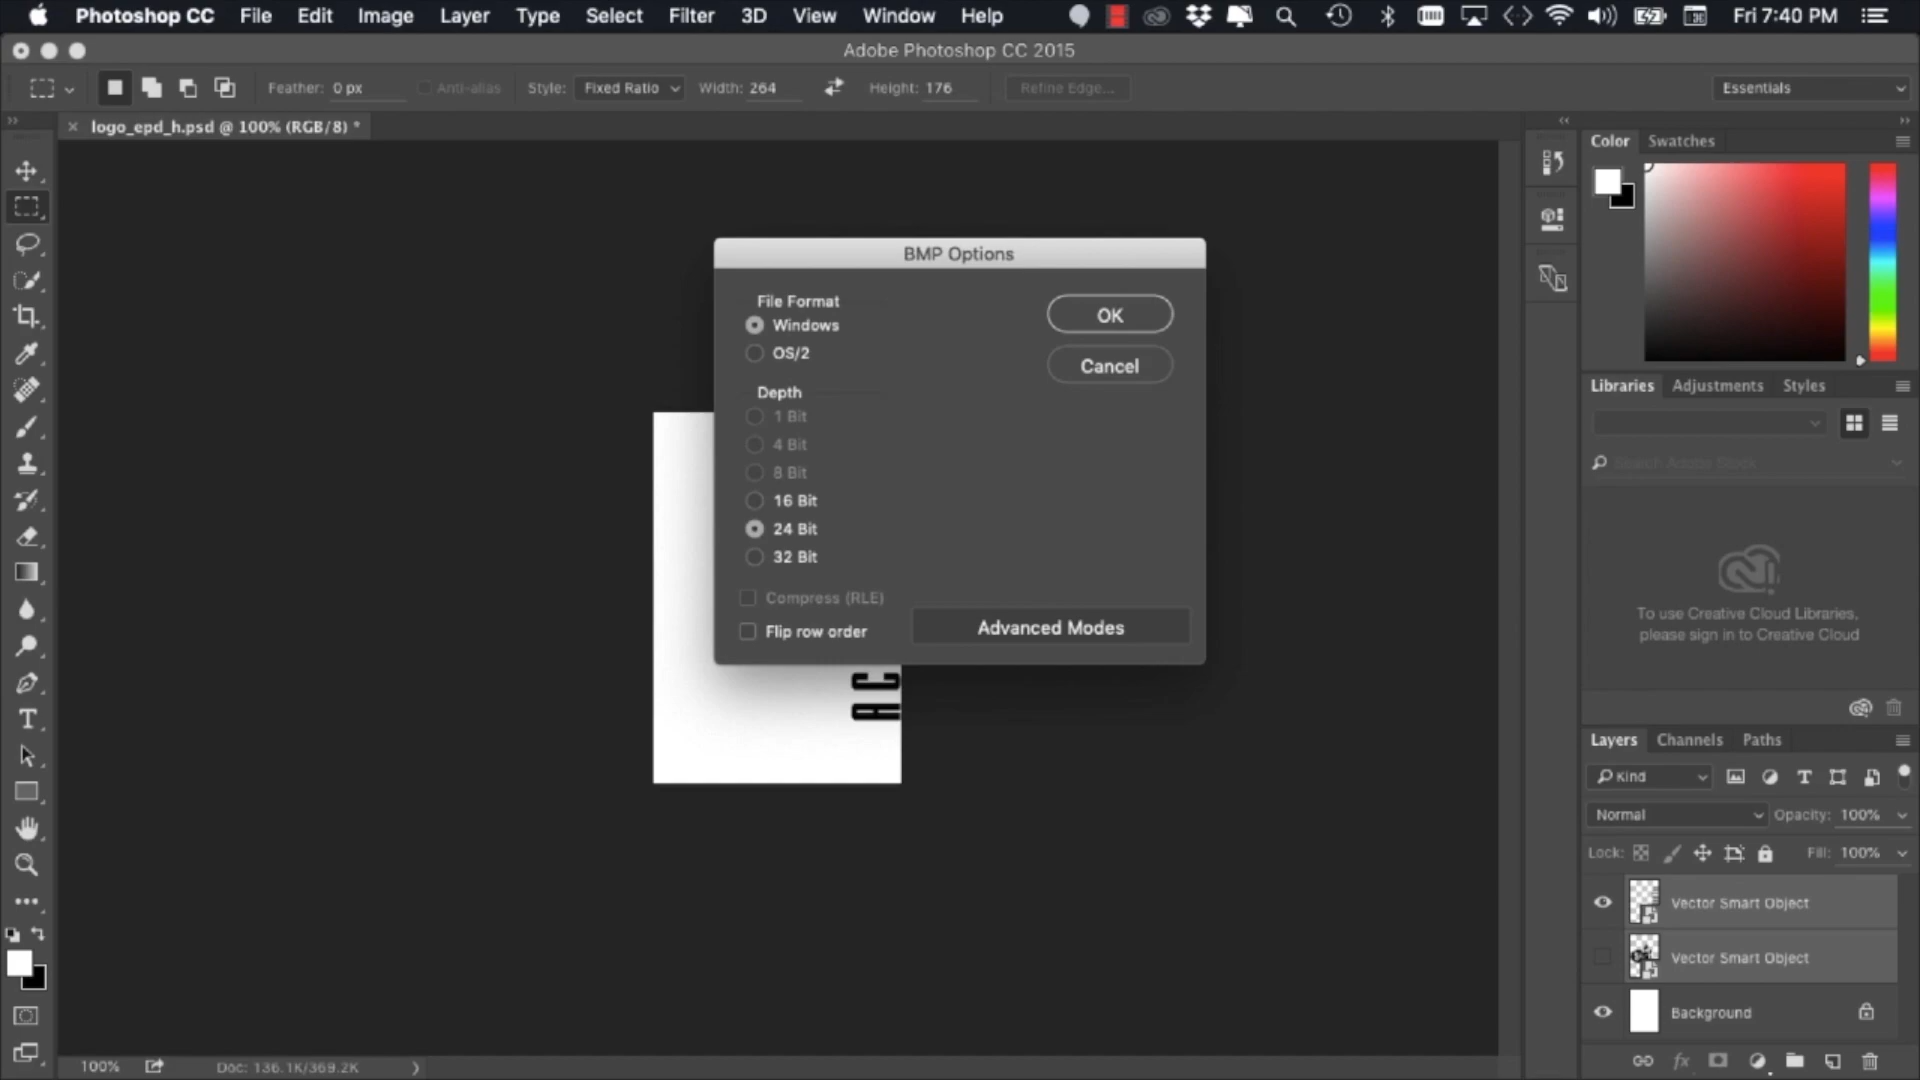 Photoshop CC File Edit Image Layer Type Select Filter 3D View Window Help Fri 7:40 PM
Adobe Photoshop CC 2015
Feather: 0 px Anti-alias Style: Fixed Ratio Width: 264 Height: 176 Refine Edge... Essentials
logo_epd_h.psd @ 100% (RGB/8) *
Color Swatches
BMP Options
File Format
Windows
OS/2
OK
Cancel
Depth
1 Bit
4 Bit
8 Bit
16 Bit
24 Bit
32 Bit
Compress (RLE)
Flip row order
Advanced Modes
AC
Libraries Adjustments Styles
Search Adobe Stock
To use Creative Cloud Libraries,
please sign in to Creative Cloud
Layers Channels Paths
Kind
Normal Opacity: 100%
Lock: Fill: 100%
Vector Smart Object
Vector Smart Object
Background
fx
100% Doc: 136.1K/369.2K